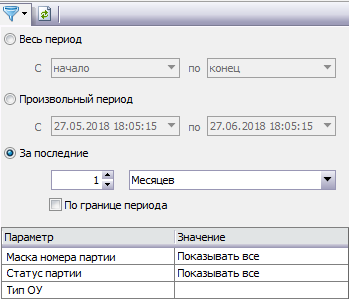 Весь период
С начало по конец
Произвольный период
С 27.05.2018 18:05:15 по 27.06.2018 18:05:15
За последние
1 Месяцев
По границе периода
Параметр Значение
Маска номера партии Показывать все
Статус партии Показывать все
Тип ОУ